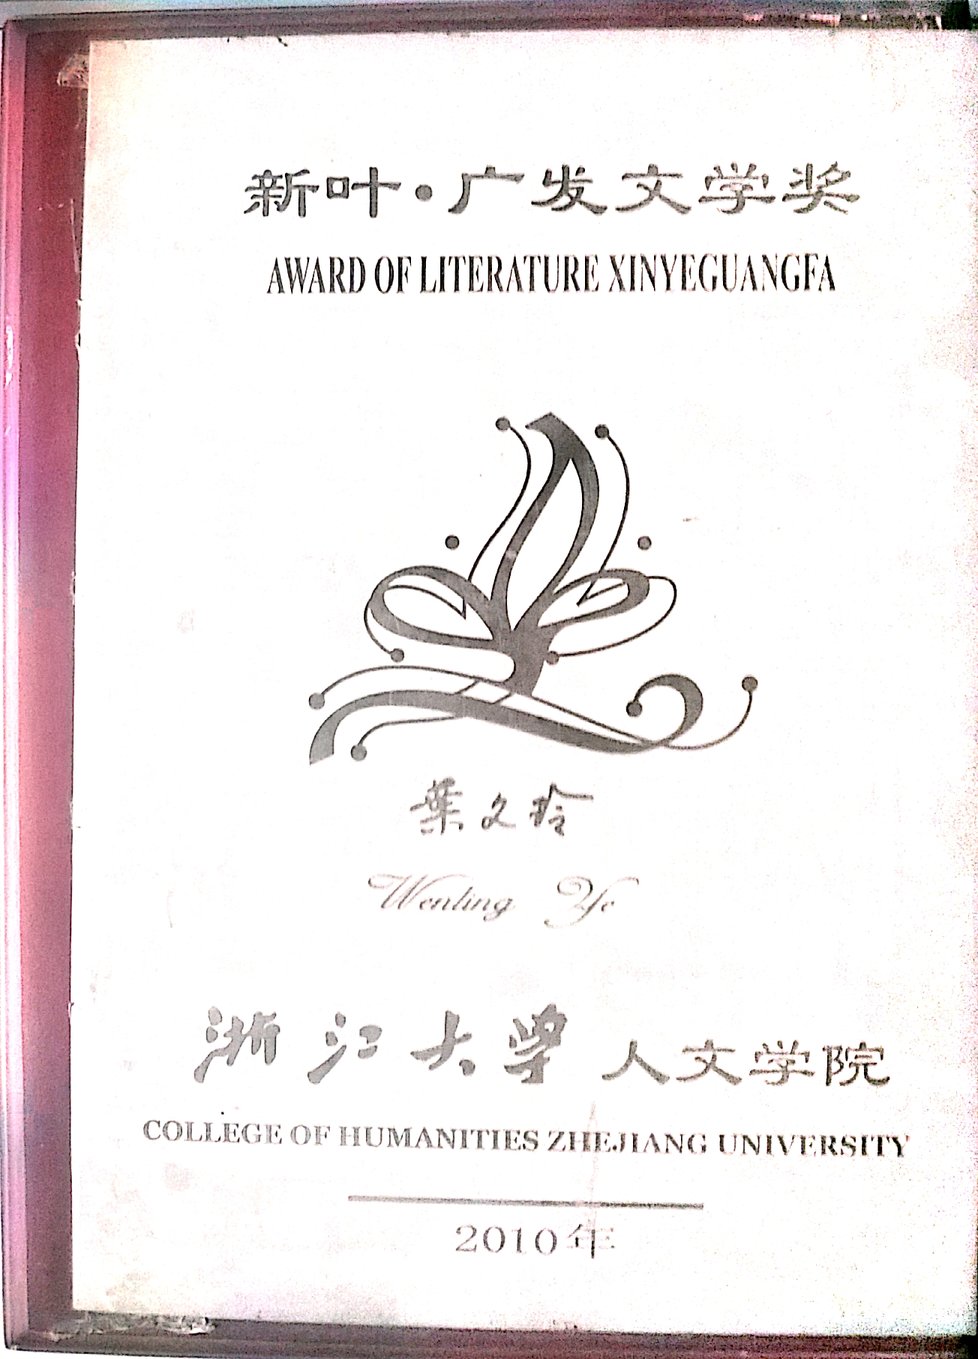 新叶·广发文学奖
AWARD OF LITERATURE XINYEGUANGFA
葉文玲
Wenling Ye
浙江大学 人文学院
COLLEGE OF HUMANITIES ZHEJIANG UNIVERSITY
2010年